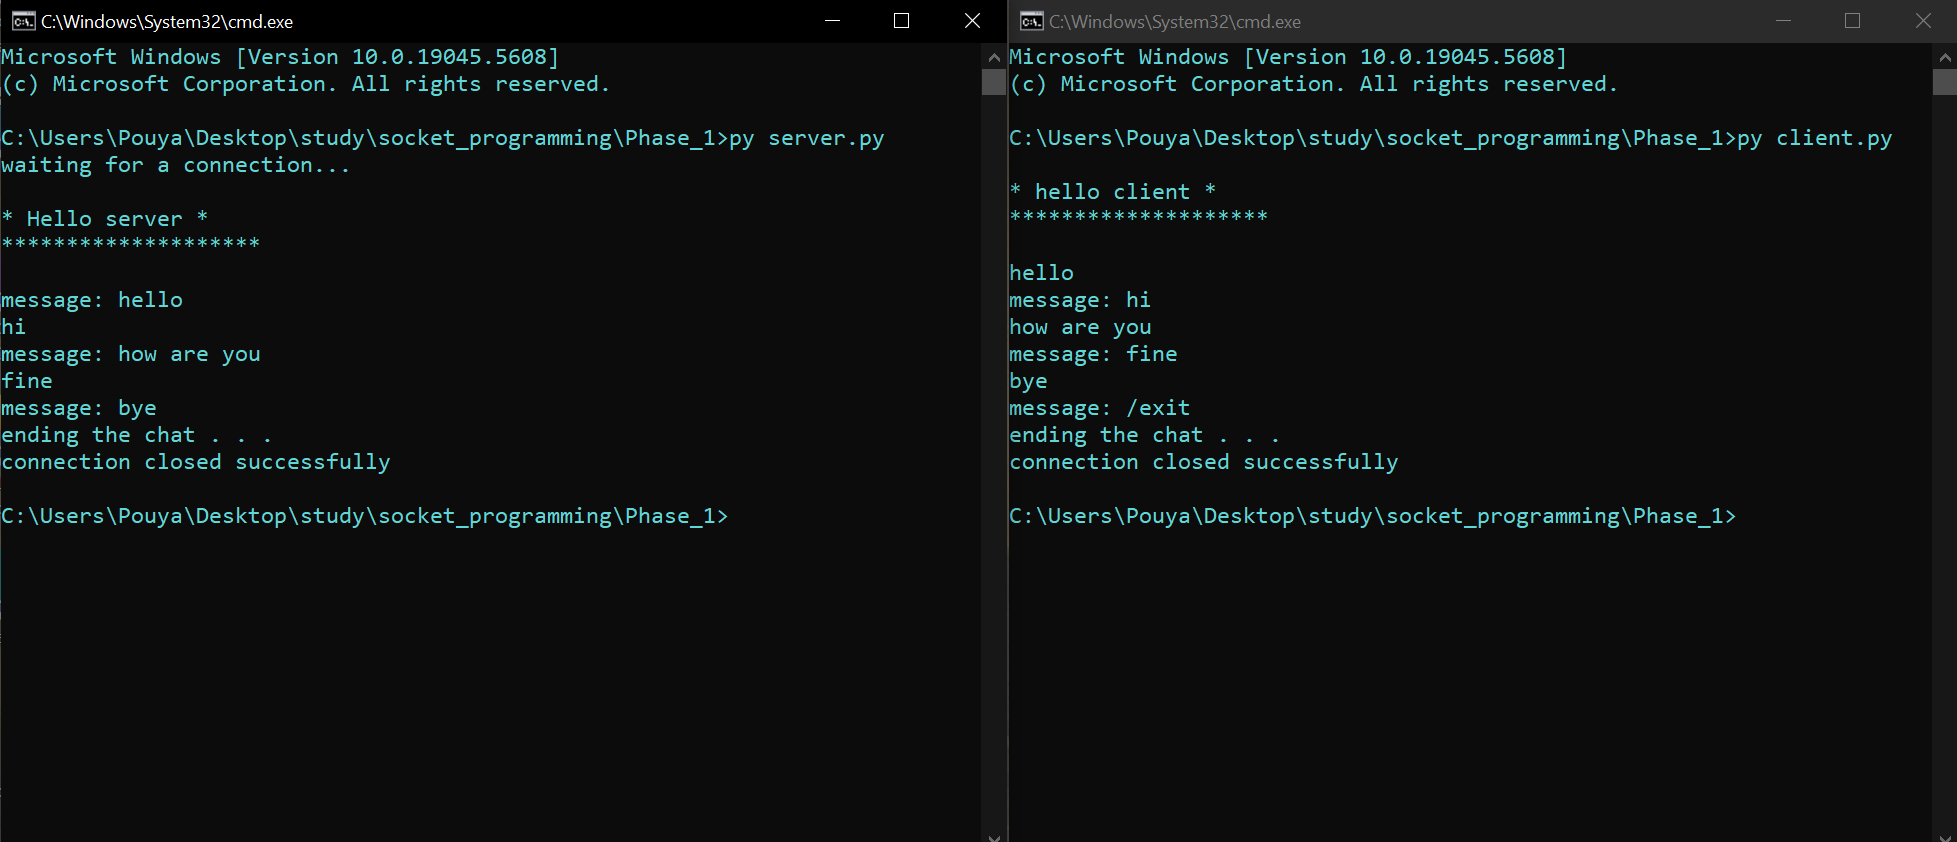 C:\Windows\System32\cmd.exe
Microsoft Windows [Version 10.0.19045.5608]
(c) Microsoft Corporation. All rights reserved.
C:\Users\Pouya\Desktop\study\socket_programming\Phase_1>py server.py
waiting for a connection...
* Hello server *
********************
message: hello
hi
message: how are you
fine
message: bye
ending the chat . . .
connection closed successfully
C:\Users\Pouya\Desktop\study\socket_programming\Phase_1>
C:\Windows\System32\cmd.exe
Microsoft Windows [Version 10.0.19045.5608]
(c) Microsoft Corporation. All rights reserved.
C:\Users\Pouya\Desktop\study\socket_programming\Phase_1>py client.py
* hello client *
********************
hello
message: hi
how are you
message: fine
bye
message: /exit
ending the chat . . .
connection closed successfully
C:\Users\Pouya\Desktop\study\socket_programming\Phase_1>